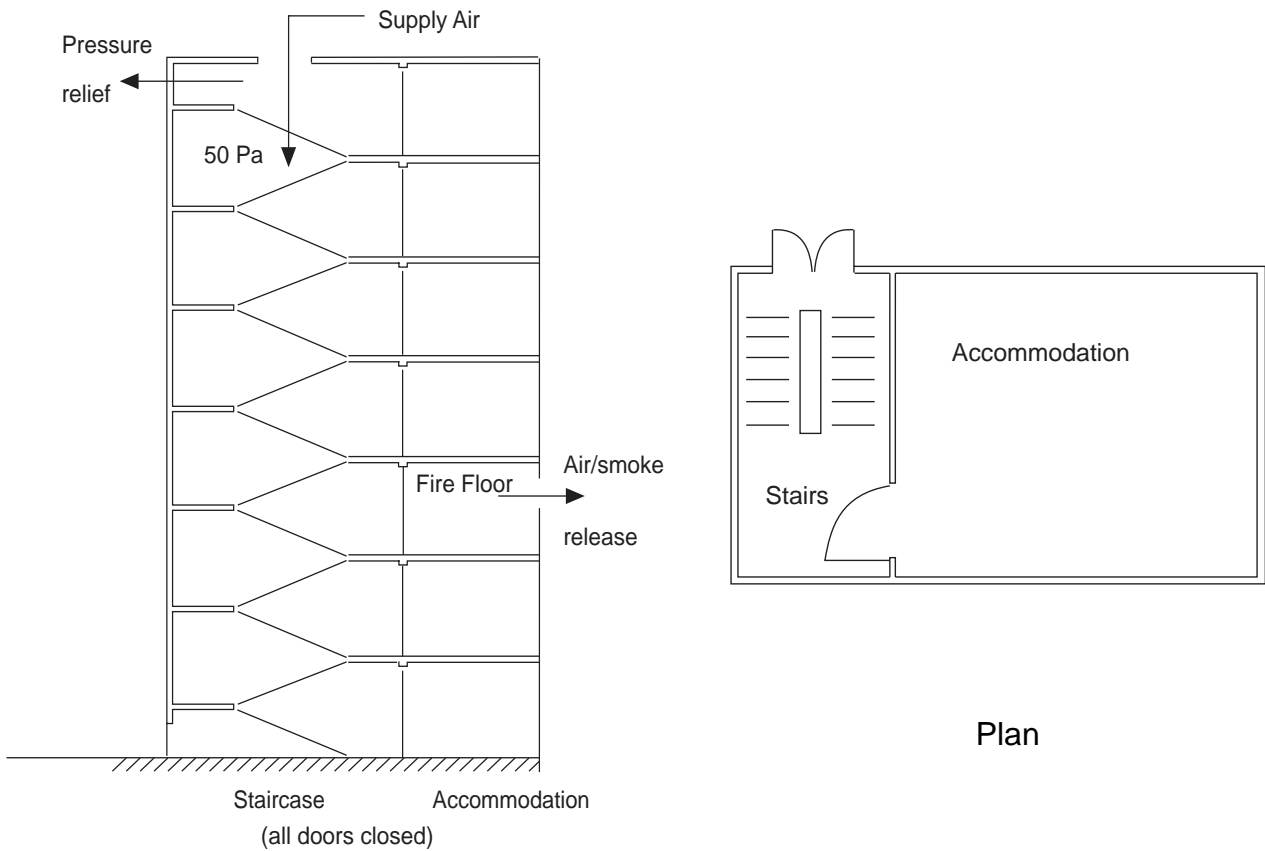 Supply Air
Pressure
relief
50 Pa
Accommodation
Fire Floor
Air/smoke
release
Stairs
Plan
Staircase
Accommodation
(all doors closed)